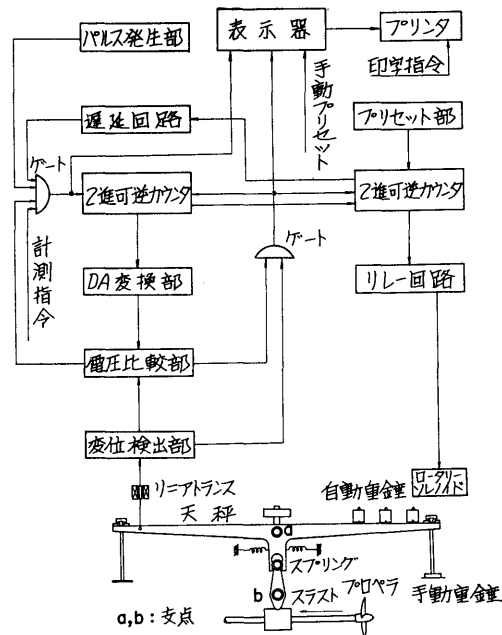 パルス発生部
表示器
プリンタ
印字指令
手動プリセット
遅延回路
プリセット部
ゲート
2進可逆カウンタ
2進可逆カウンタ
ゲート
計測指令
DA変換部
リレー回路
電圧比較部
変位検出部
ロータリーソルノイド
リニアトランス
自動重錘
天秤
a
スプリング
b
スラスト
プロペラ
手動重錘
a,b:支点